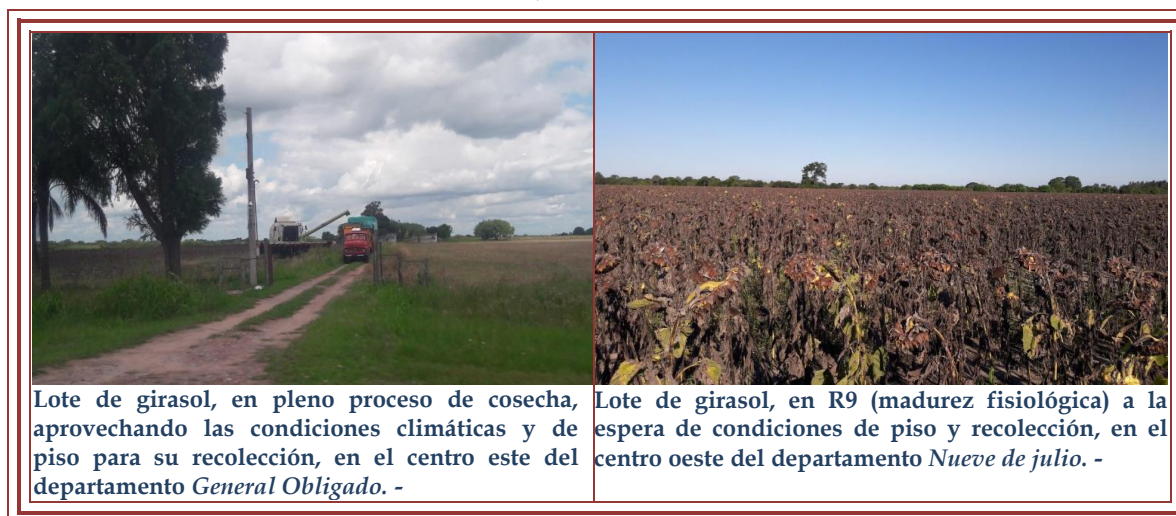 Lote de girasol, en pleno proceso de cosecha,
aprovechando las condiciones climáticas y de
piso para su recolección, en el centro este del
departamento General Obligado. -
Lote de girasol, en R9 (madurez fisiológica) a la
espera de condiciones de piso y recolección, en el
centro oeste del departamento Nueve de julio. -